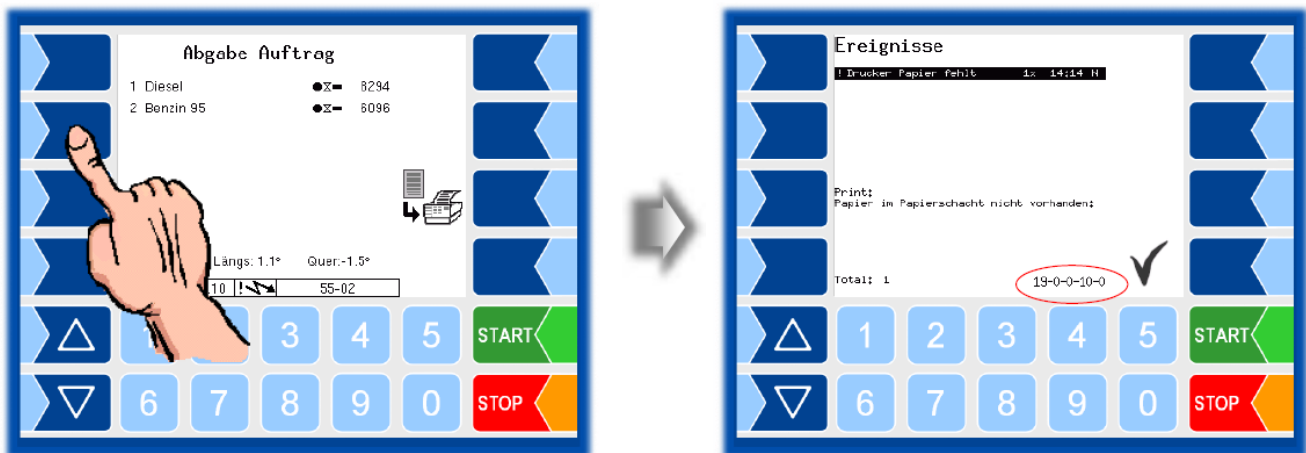 Abgabe Auftrag
1 Diesel 8294
2 Benzin 95 6096
Längs: 1.1° Quer:-1.5°
10 ! 55-02
3 4 5 START
6 7 8 9 0 STOP
Ereignisse
! Drucker Papier fehlt 1x 14:14 N
Print:
Papier im Papierschacht nicht vorhanden;
Total: 1 19-0-0-10-0
1 2 3 4 5 START
6 7 8 9 0 STOP